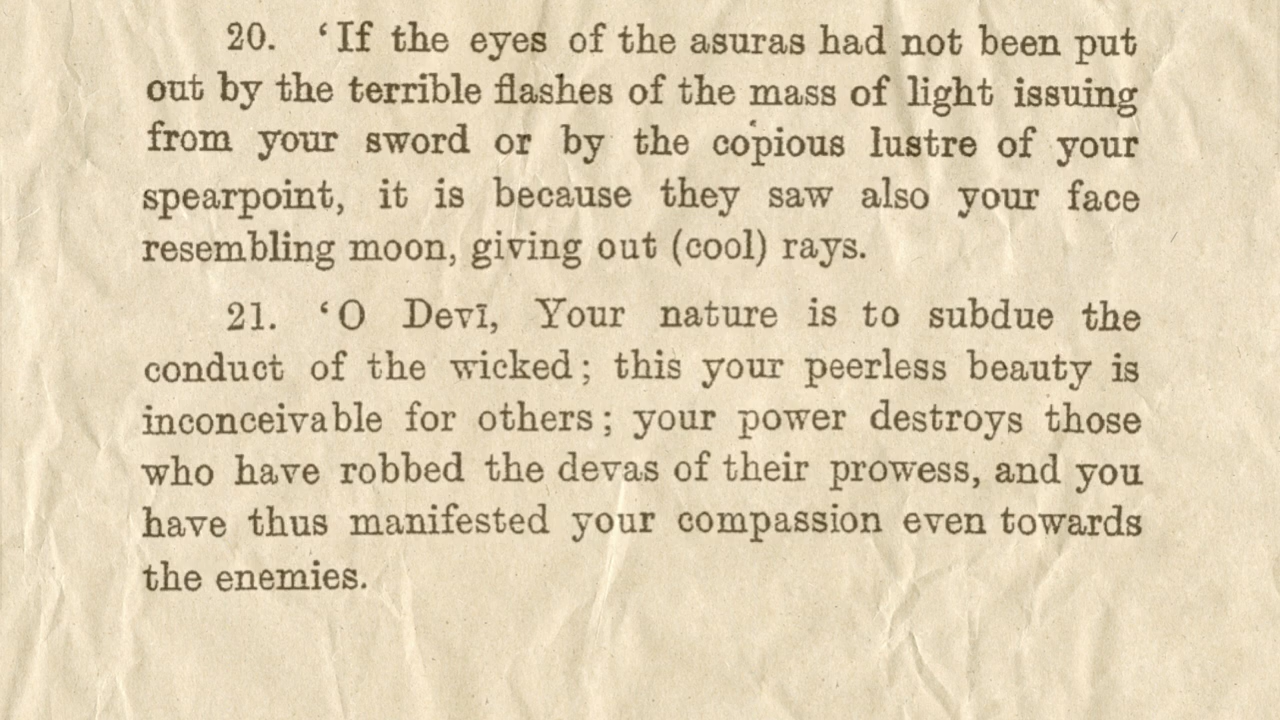 20. ‘If the eyes of the asuras had not been put
out by the terrible flashes of the mass of light issuing
from your sword or by the copious lustre of your
spearpoint, it is because they saw also your face
resembling moon, giving out (cool) rays.
21. ‘O Devī, Your nature is to subdue the
conduct of the wicked; this your peerless beauty is
inconceivable for others; your power destroys those
who have robbed the devas of their prowess, and you
have thus manifested your compassion even towards
the enemies.